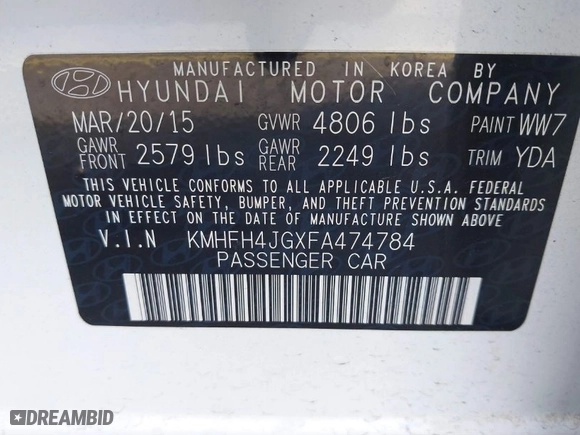 MANUFACTURED IN KOREA BY
HYUNDAI MOTOR COMPANY
MAR/20/15 GVWR 4806 lbs PAINT WW7
GAWR FRONT 2579 lbs GAWR REAR 2249 lbs TRIM YDA
THIS VEHICLE CONFORMS TO ALL APPLICABLE U.S.A. FEDERAL
MOTOR VEHICLE SAFETY, BUMPER, AND THEFT PREVENTION STANDARDS
IN EFFECT ON THE DATE OF MANUFACTURE SHOWN ABOVE
V.I.N KMHFH4JGXFA474784
PASSENGER CAR
DREAMBID